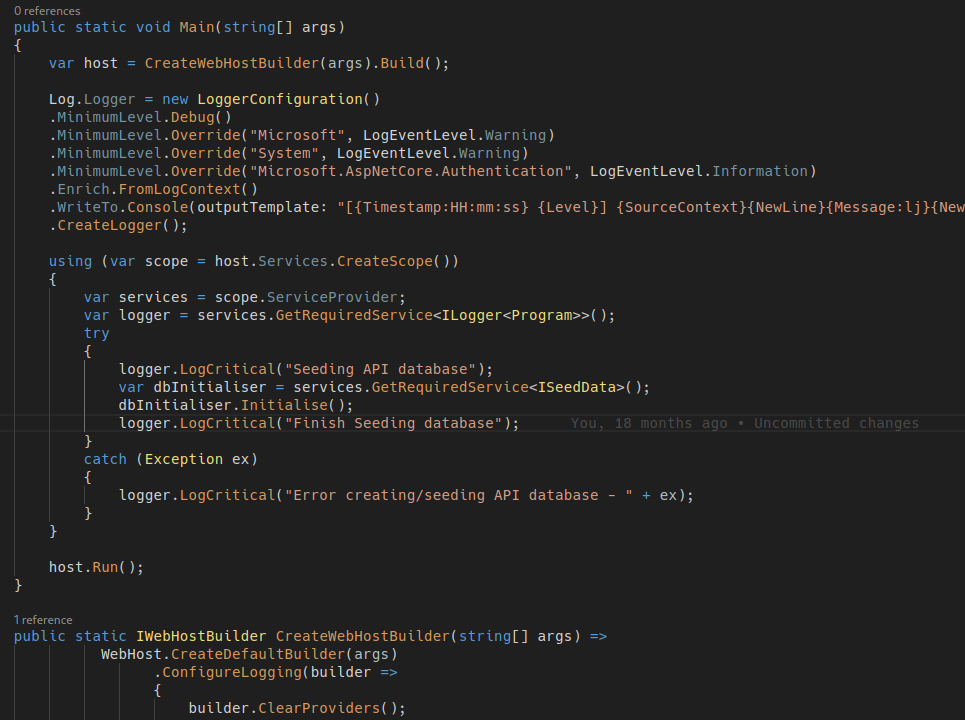 0 references
public static void Main(string[] args)
{
    var host = CreateWebHostBuilder(args).Build();

    Log.Logger = new LoggerConfiguration()
    .MinimumLevel.Debug()
    .MinimumLevel.Override("Microsoft", LogEventLevel.Warning)
    .MinimumLevel.Override("System", LogEventLevel.Warning)
    .MinimumLevel.Override("Microsoft.AspNetCore.Authentication", LogEventLevel.Information)
    .Enrich.FromLogContext()
    .WriteTo.Console(outputTemplate: "[{Timestamp:HH:mm:ss} {Level}] {SourceContext}{NewLine}{Message:lj}{New
    .CreateLogger();

    using (var scope = host.Services.CreateScope())
    {
        var services = scope.ServiceProvider;
        var logger = services.GetRequiredService<ILogger<Program>>();
        try
        {
            logger.LogCritical("Seeding API database");
            var dbInitialiser = services.GetRequiredService<ISeedData>();
            dbInitialiser.Initialise();
            logger.LogCritical("Finish Seeding database");      You, 18 months ago • Uncommitted changes
        }
        catch (Exception ex)
        {
            logger.LogCritical("Error creating/seeding API database - " + ex);
        }
    }

    host.Run();
}

1 reference
public static IWebHostBuilder CreateWebHostBuilder(string[] args) =>
          WebHost.CreateDefaultBuilder(args)
                .ConfigureLogging(builder =>
                {
                    builder.ClearProviders();